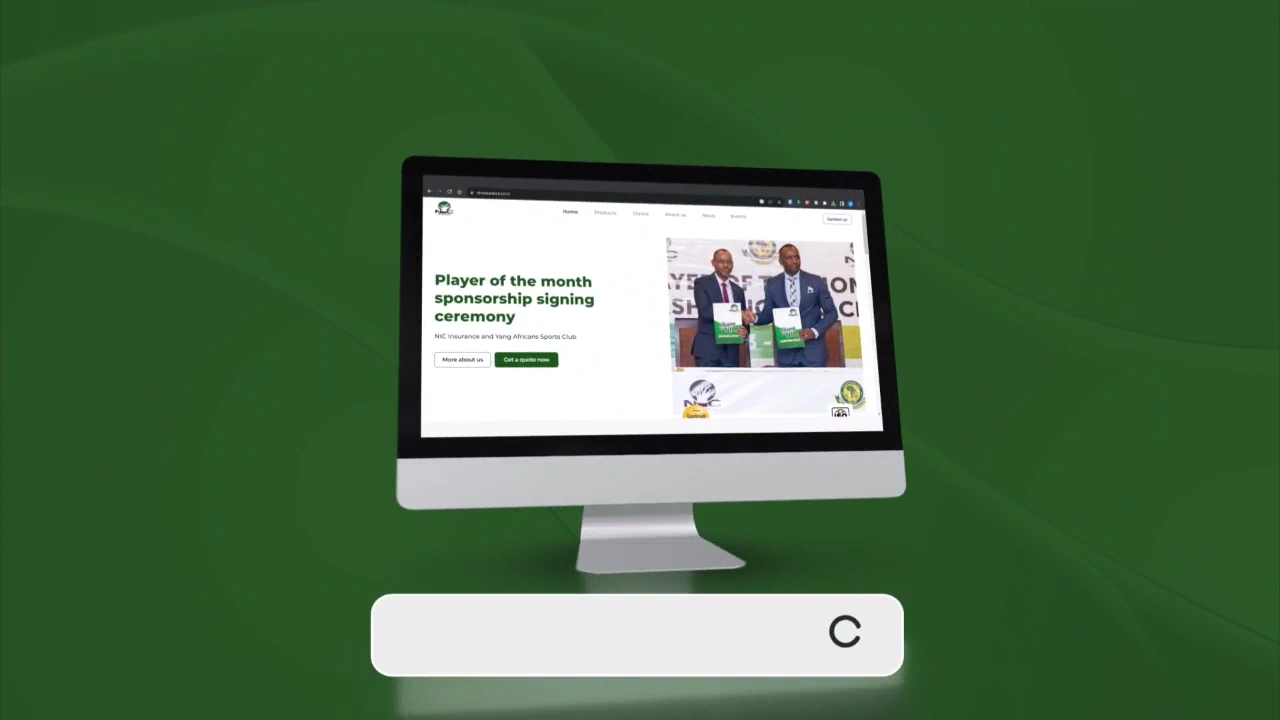 Home Products Clients About us News Events
Contact us
Player of the month
sponsorship signing
ceremony
NIC Insurance and Yang Africans Sports Club
More about us
Get a quote now